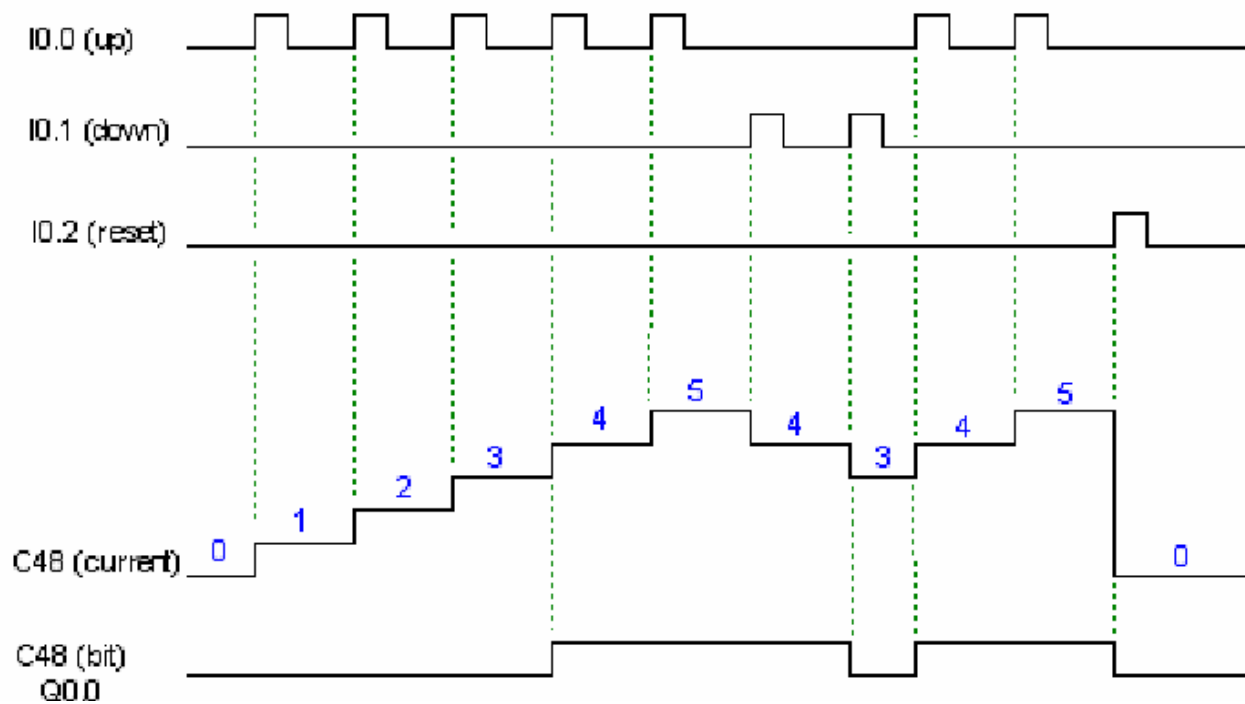 I0.0 (up)
I0.1 (down)
I0.2 (reset)
5
5
4
4
4
3
3
2
1
0
0
C48 (current)
C48 (bit)
Q0.0